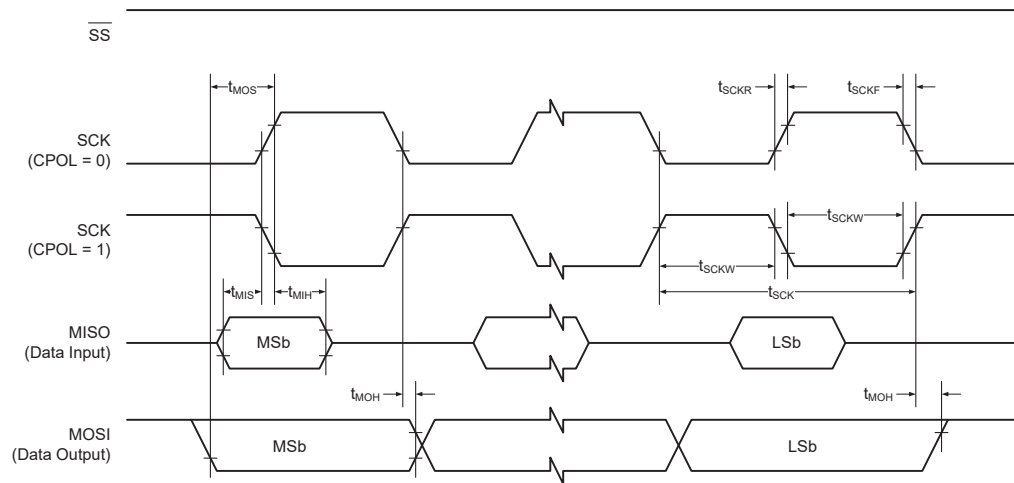 SS
tMOS
tSCKR
tSCKF
SCK
(CPOL = 0)
SCK
(CPOL = 1)
tSCKW
tSCKW
tSCK
tMIS
tMIH
MISO
(Data Input)
MSb
LSb
tMOH
tMOH
MOSI
(Data Output)
MSb
LSb